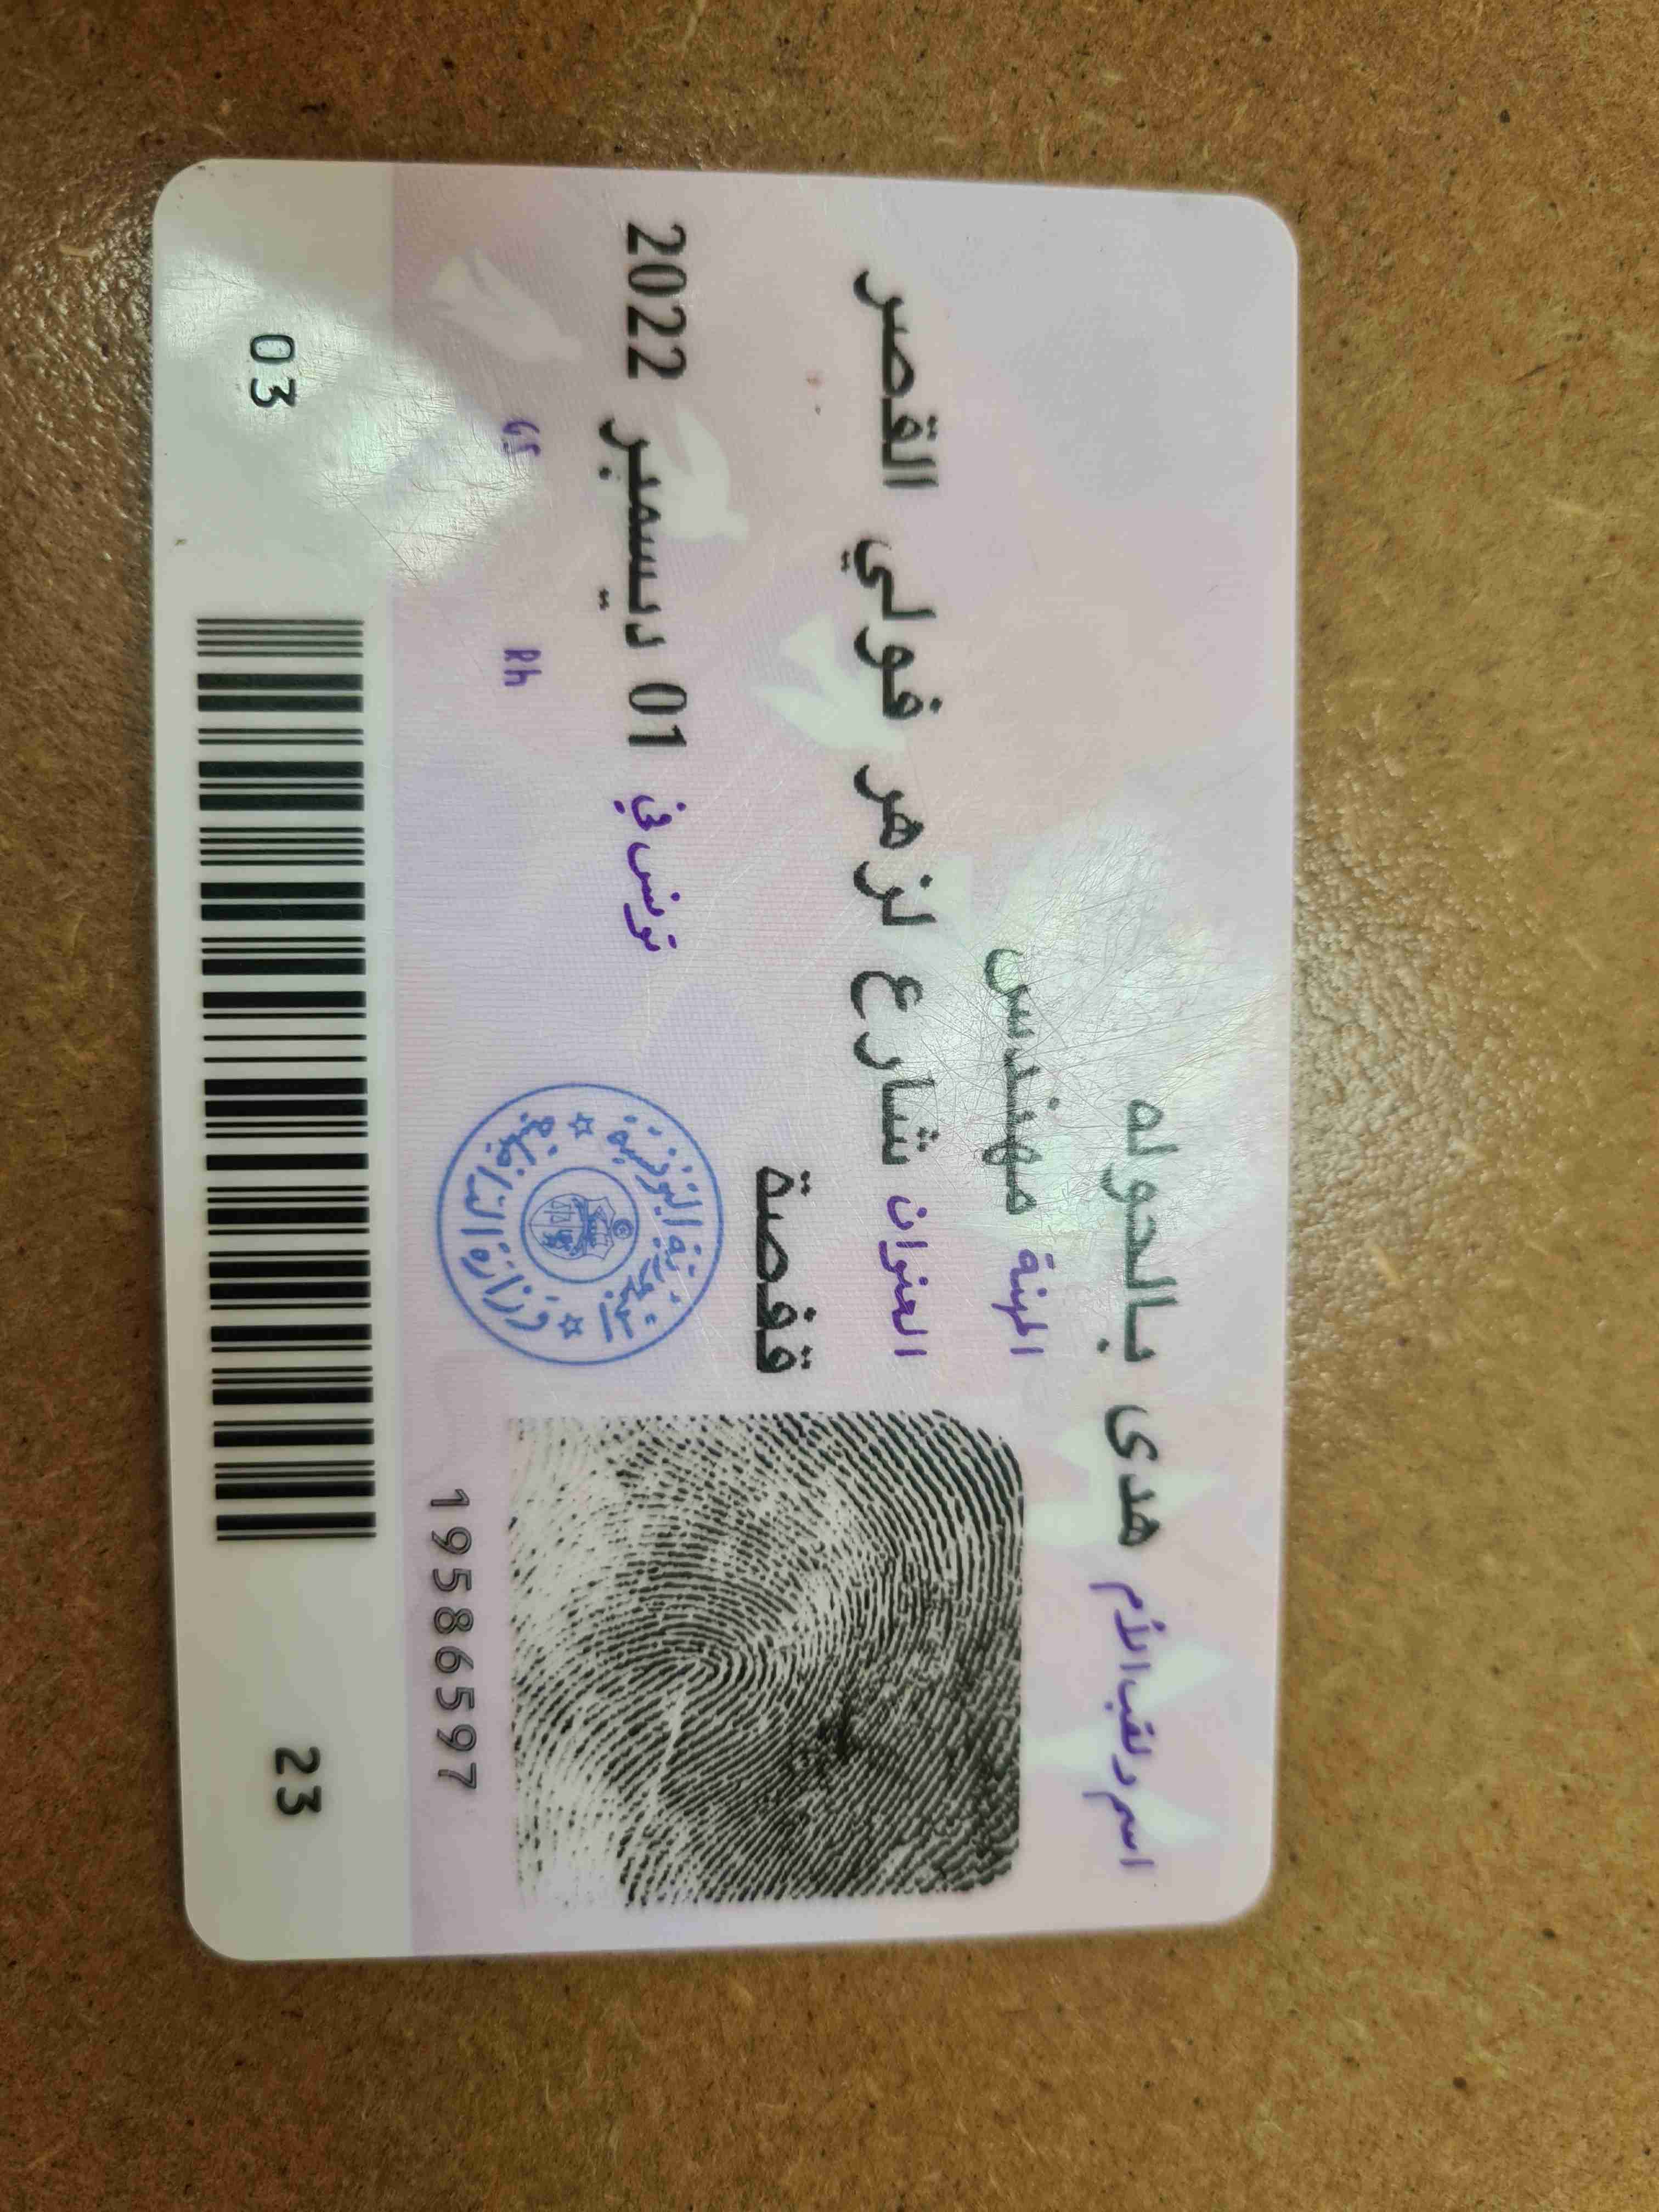 اسم ولقب الأم هدى بالحوله
المهنة مهندس
العنوان شارع لزهر فولي القصر
قفصة
تونس في 01 ديسمبر 2022
GS Rh
الجمهورية التونسية
وزارة الداخلية
19586597
03 23